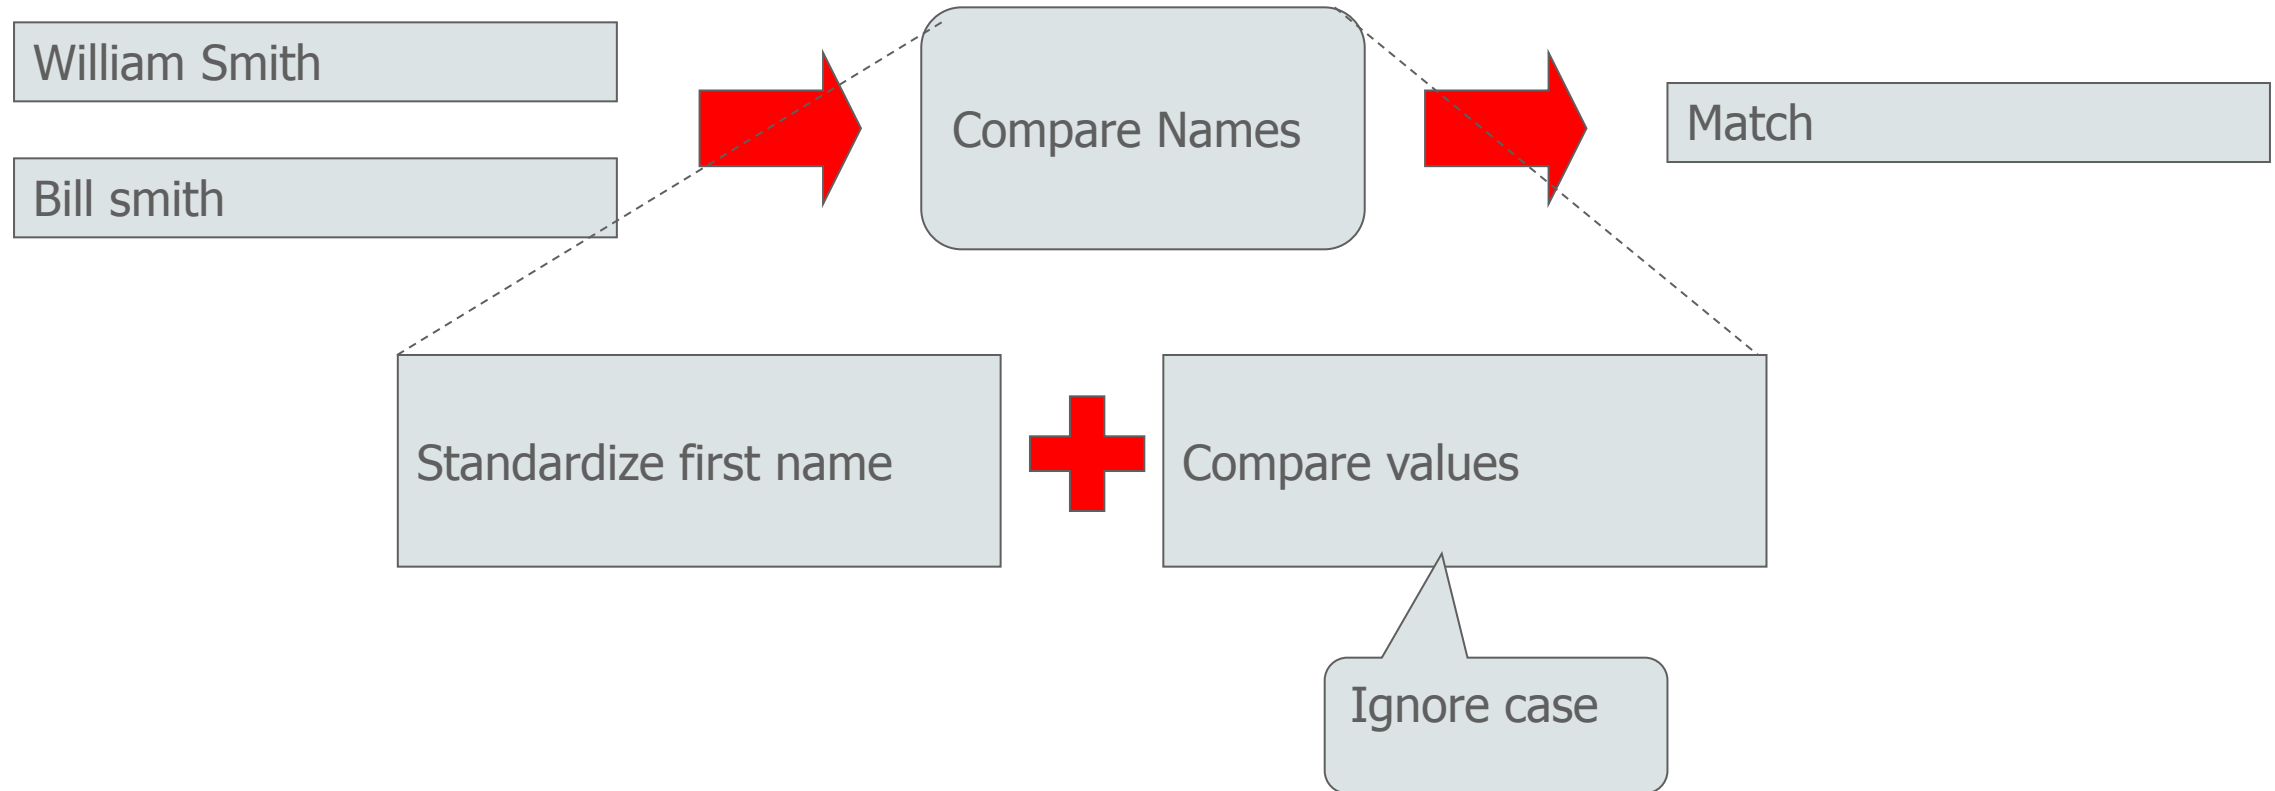 William Smith
Bill smith
Compare Names
Match
Standardize first name
Compare values
Ignore case